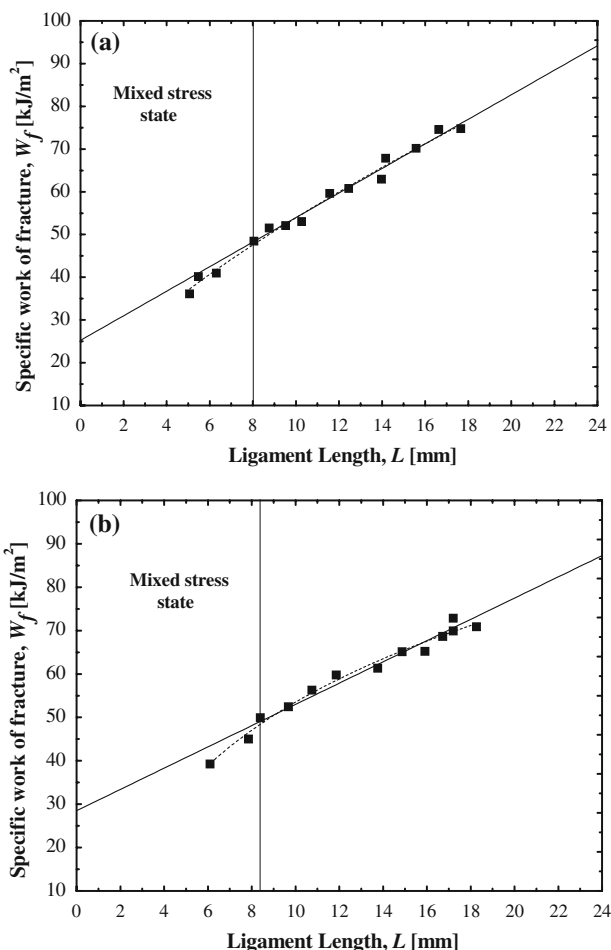 (a)
Mixed stress
state
Specific work of fracture, Wf [kJ/m²]
100
90
80
70
60
50
40
30
20
10
0 2 4 6 8 10 12 14 16 18 20 22 24
Ligament Length, L [mm]
(b)
Mixed stress
state
Specific work of fracture, Wf [kJ/m²]
100
90
80
70
60
50
40
30
20
10
0 2 4 6 8 10 12 14 16 18 20 22 24
Ligament Length, L [mm]